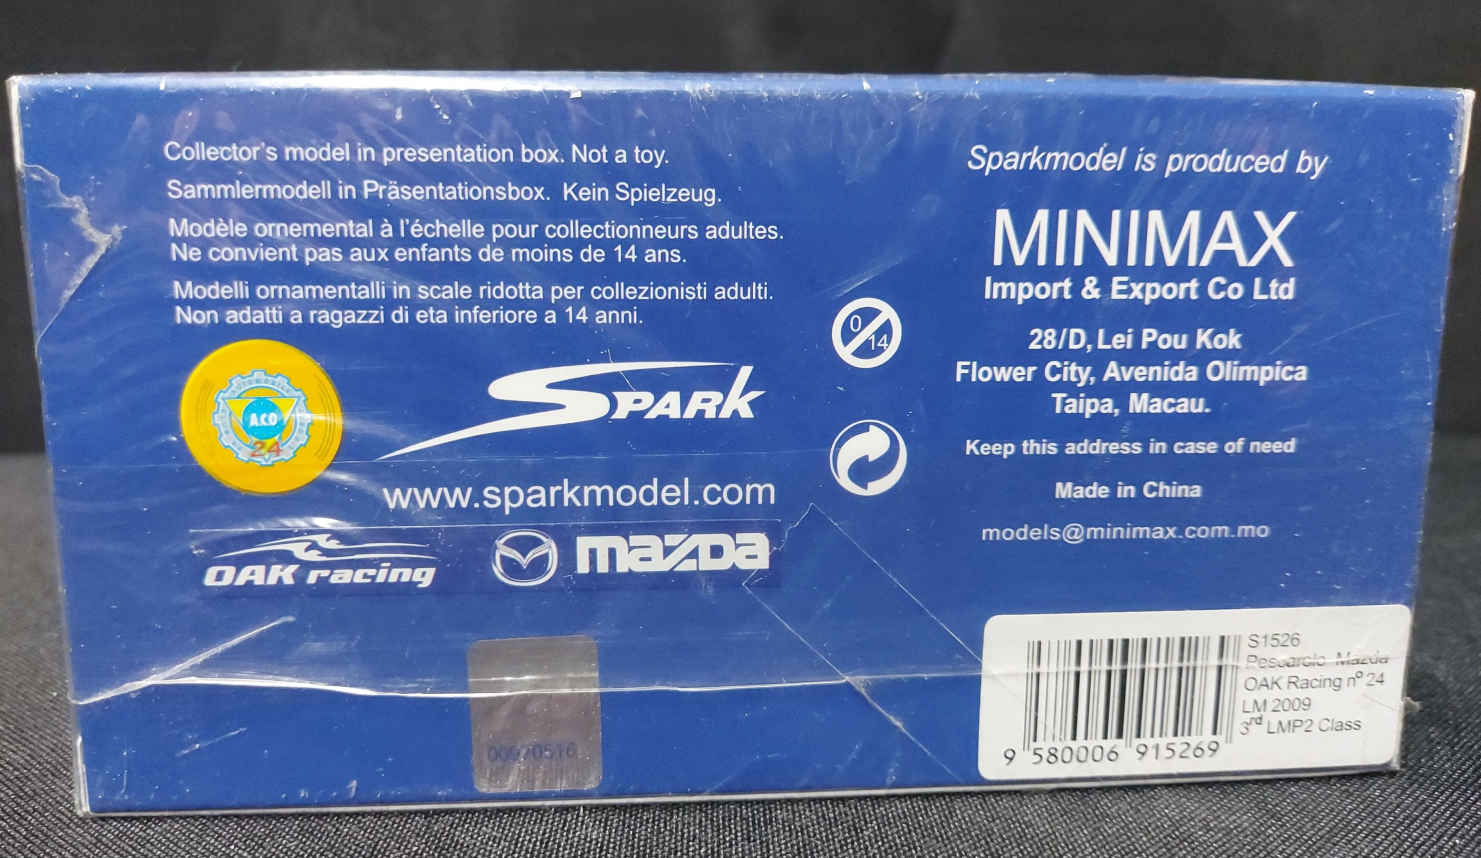 Collector's model in presentation box. Not a toy.
Sammlermodell in Präsentationsbox. Kein Spielzeug.
Modèle ornemental à l'échelle pour collectionneurs adultes.
Ne convient pas aux enfants de moins de 14 ans.
Modelli ornamentalli in scale ridotta per collezionisti adulti.
Non adatti a ragazzi di eta inferiore a 14 anni.
A.C.O
24
SPARK
www.sparkmodel.com
OAK racing
mazda
0
14
Sparkmodel is produced by
MINIMAX
Import & Export Co Ltd
28/D, Lei Pou Kok
Flower City, Avenida Olimpica
Taipa, Macau.
Keep this address in case of need
Made in China
models@minimax.com.mo
S1526
Pescarolo Mazda
OAK Racing nº 24
LM 2009
3rd LMP2 Class
9 580006 915269